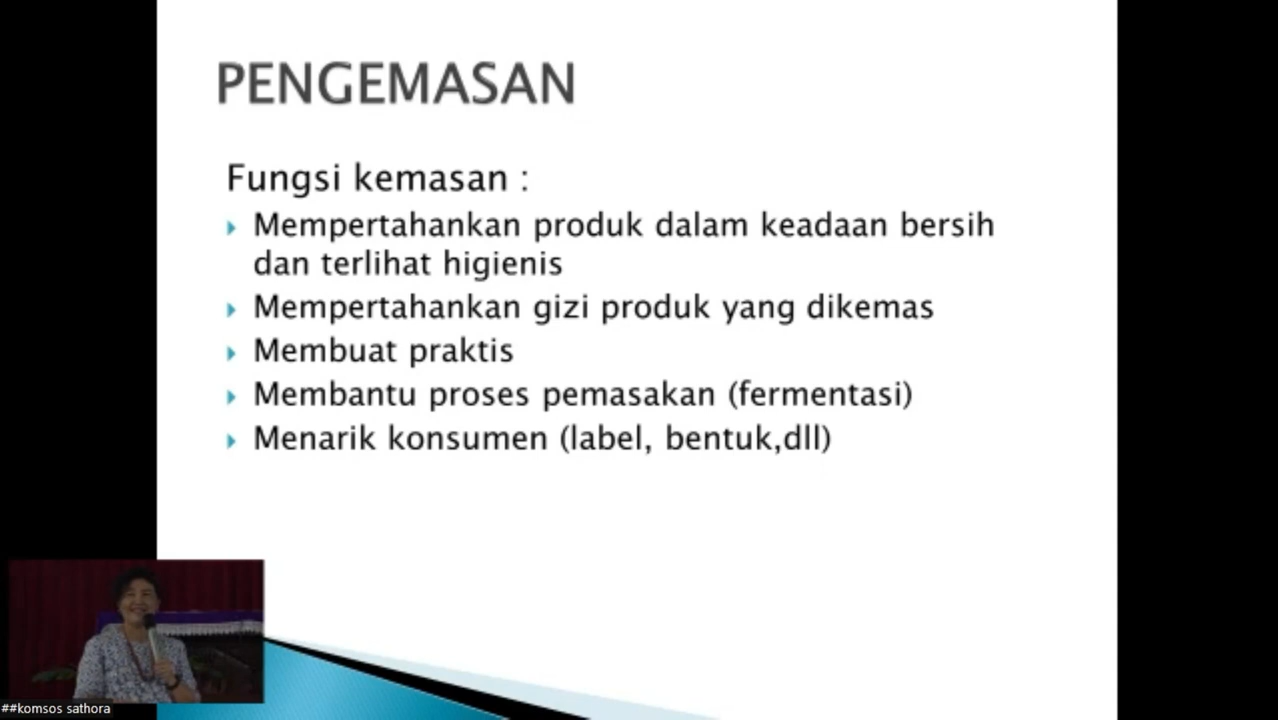 PENGEMASAN
Fungsi kemasan :
Mempertahankan produk dalam keadaan bersih
dan terlihat higienis
Mempertahankan gizi produk yang dikemas
Membuat praktis
Membantu proses pemasakan (fermentasi)
Menarik konsumen (label, bentuk,dll)
##komsos sathora